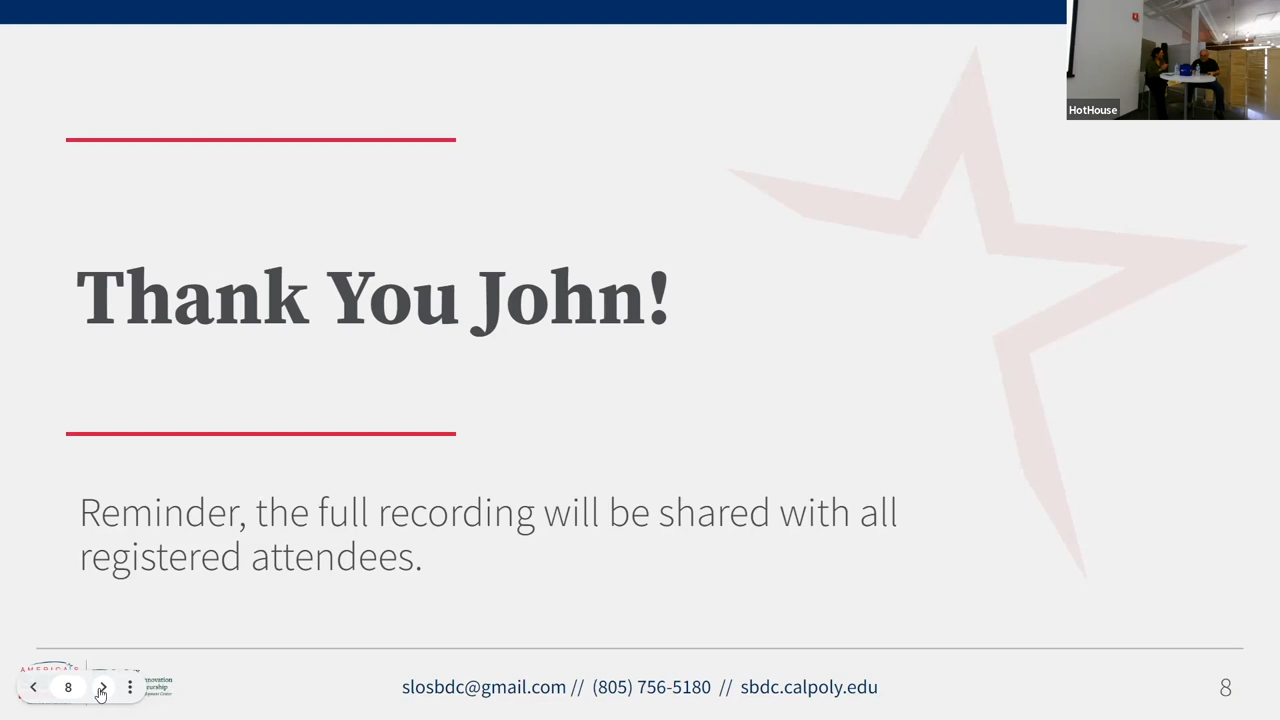 HotHouse
Thank You John!
Reminder, the full recording will be shared with all
registered attendees.
AMERICA'S
8
slosbdc@gmail.com // (805) 756-5180 // sbdc.calpoly.edu
8